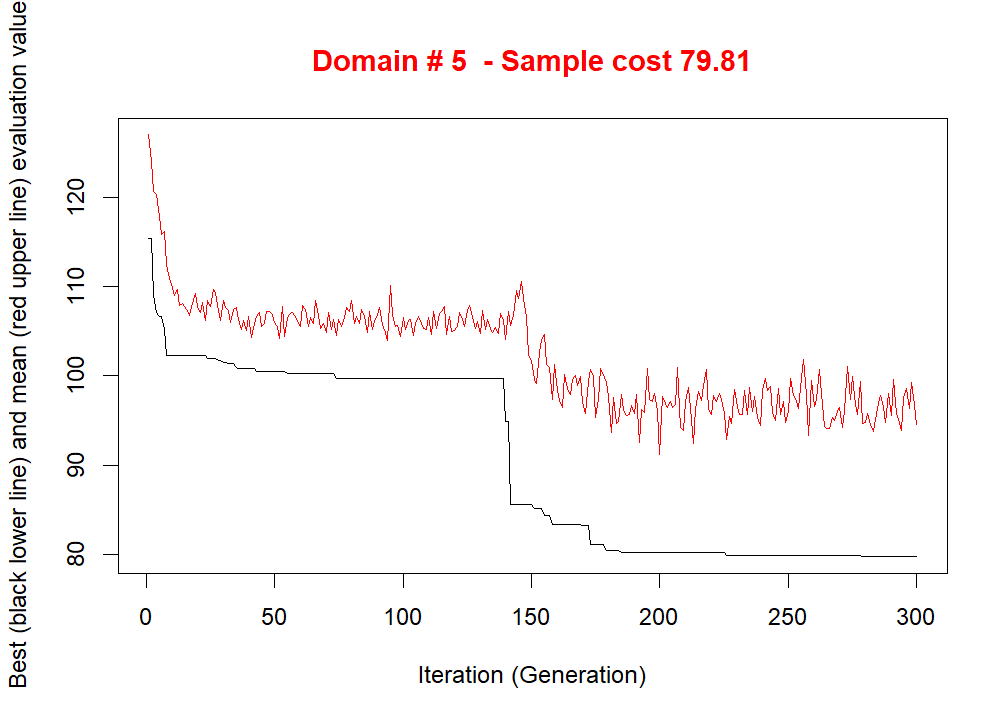 Domain # 5  - Sample cost 79.81
Best (black lower line) and mean (red upper line) evaluation value
120
110
100
90
80
0 50 100 150 200 250 300
Iteration (Generation)